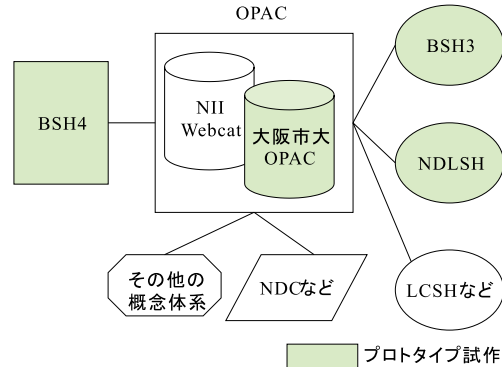 OPAC
BSH4
NII
Webcat
大阪市大
OPAC
BSH3
NDLSH
LCSHなど
その他の
概念体系
NDCなど
プロトタイプ試作